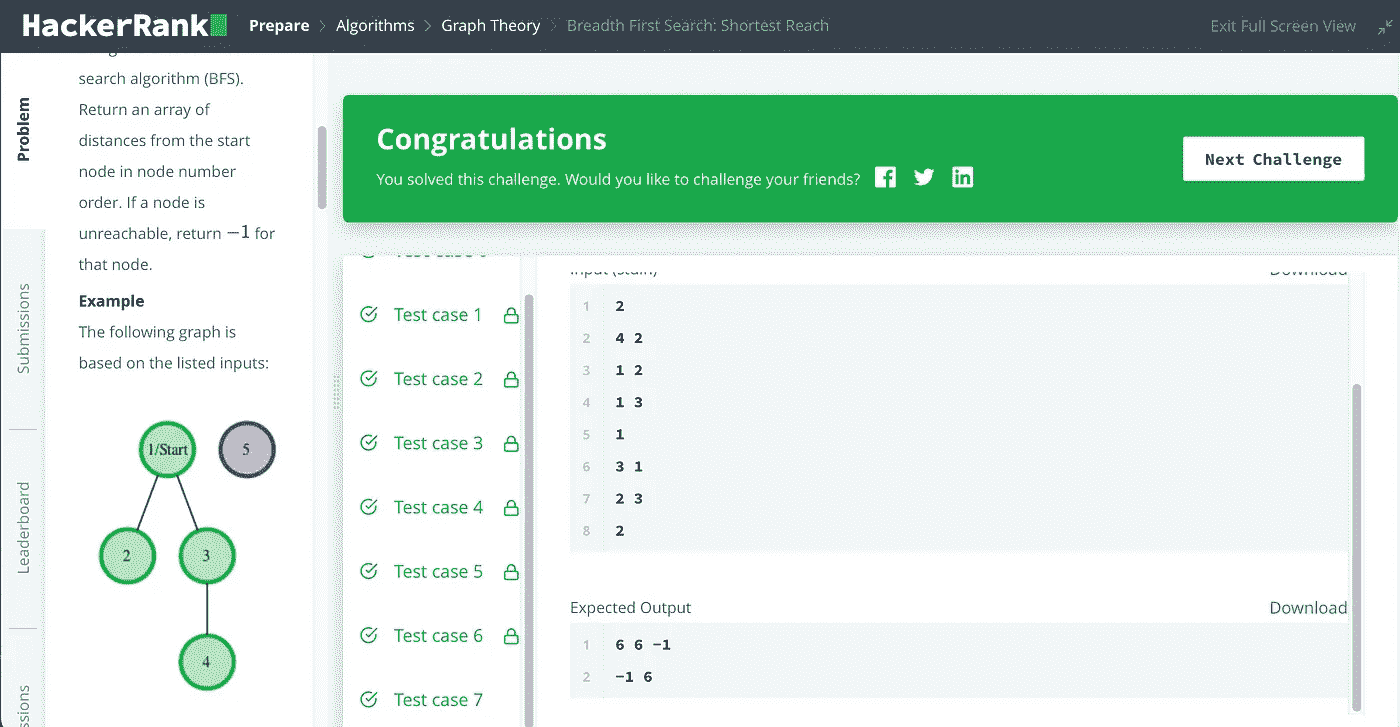 HackerRank Prepare > Algorithms > Graph Theory > Breadth First Search: Shortest Reach Exit Full Screen View
Problem
Submissions
Leaderboard
search algorithm (BFS).
Return an array of
distances from the start
node in node number
order. If a node is
unreachable, return −1 for
that node.
Example
The following graph is
based on the listed inputs:
1/Start 5
2 3
4
Congratulations
You solved this challenge. Would you like to challenge your friends?
Next Challenge
Test case 1
Test case 2
Test case 3
Test case 4
Test case 5
Test case 6
Test case 7
Input (stdin) Download
1 2
2 4 2
3 1 2
4 1 3
5 1
6 3 1
7 2 3
8 2
Expected Output Download
1 6 6 -1
2 -1 6